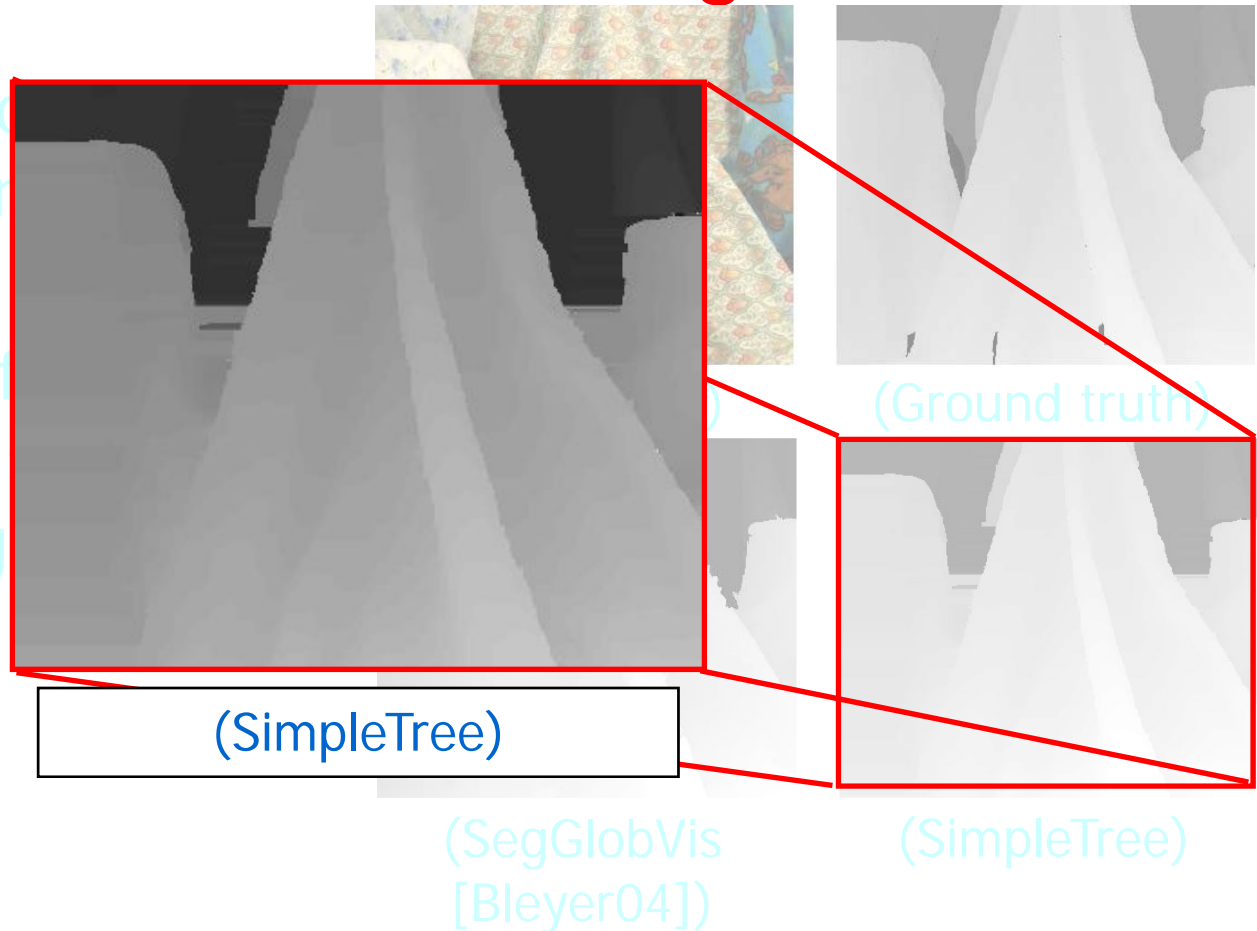 (Ground truth)
(SimpleTree)
(SegGlobVis
[Bleyer04])
(SimpleTree)